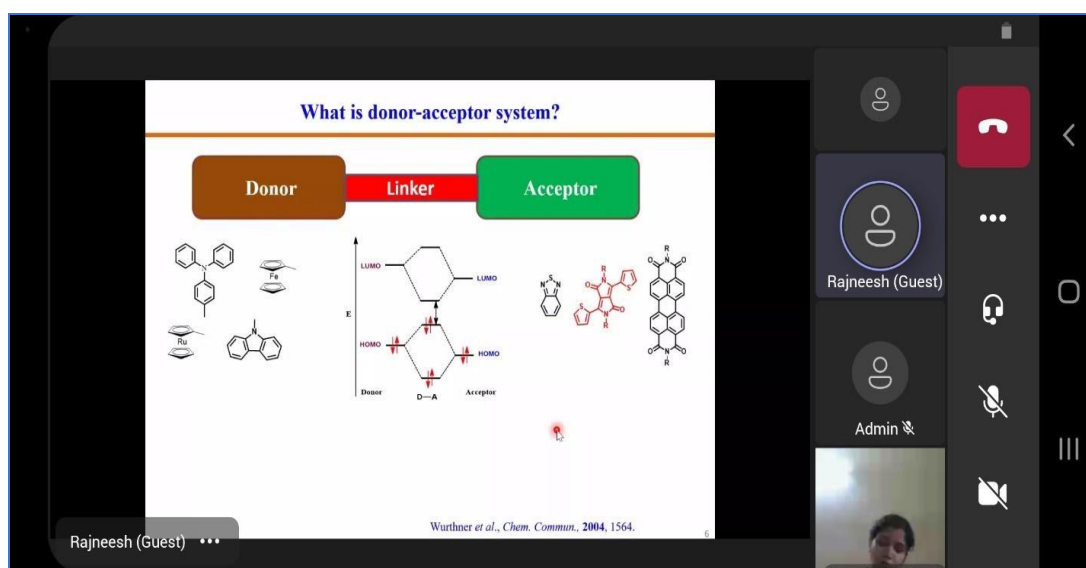 What is donor-acceptor system?
Donor
Linker
Acceptor
N
Fe
Ru
N
E
LUMO
LUMO
HOMO
HOMO
Donor
D—A
Acceptor
S
N N
R
N
O
S
S
O
N
R
R
O N O
O N O
R
Wurthner et al., Chem. Commun., 2004, 1564.
6
Rajneesh (Guest)
Rajneesh (Guest)
Admin